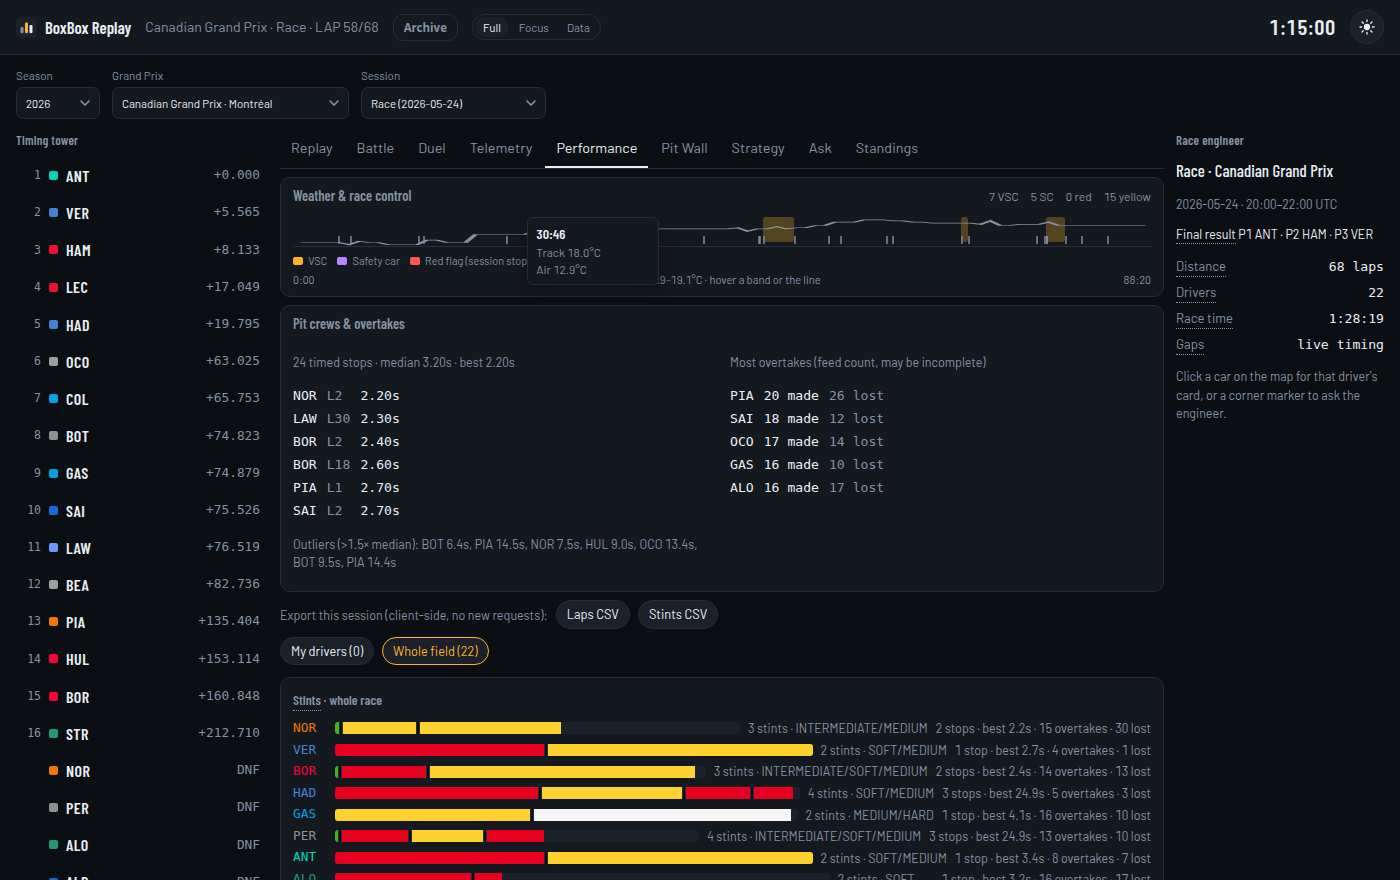 BoxBox Replay Canadian Grand Prix · Race · LAP 58/68 Archive Full Focus Data 1:15:00
Season Grand Prix Session
2026 Canadian Grand Prix · Montréal Race (2026-05-24)
Timing tower
1 ANT +0.000
2 VER +5.565
3 HAM +8.133
4 LEC +17.049
5 HAD +19.795
6 OCO +63.025
7 COL +65.753
8 BOT +74.823
9 GAS +74.879
10 SAI +75.526
11 LAW +76.519
12 BEA +82.736
13 PIA +135.404
14 HUL +153.114
15 BOR +160.848
16 STR +212.710
NOR DNF
PER DNF
ALO DNF
Replay Battle Duel Telemetry Performance Pit Wall Strategy Ask Standings
Weather & race control 7 VSC 5 SC 0 red 15 yellow
30:46
Track 18.0°C
Air 12.9°C
VSC Safety car Red flag (session stop
0:00 .9–19.1°C · hover a band or the line 88:20
Pit crews & overtakes
24 timed stops · median 3.20s · best 2.20s
NOR L2 2.20s
LAW L30 2.30s
BOR L2 2.40s
BOR L18 2.60s
PIA L1 2.70s
SAI L2 2.70s
Outliers (>1.5× median): BOT 6.4s, PIA 14.5s, NOR 7.5s, HUL 9.0s, OCO 13.4s,
BOT 9.5s, PIA 14.4s
Most overtakes (feed count, may be incomplete)
PIA 20 made 26 lost
SAI 18 made 12 lost
OCO 17 made 14 lost
GAS 16 made 10 lost
ALO 16 made 17 lost
Export this session (client-side, no new requests): Laps CSV Stints CSV
My drivers (0) Whole field (22)
Stints · whole race
NOR 3 stints · INTERMEDIATE/MEDIUM 2 stops · best 2.2s · 15 overtakes · 30 lost
VER 2 stints · SOFT/MEDIUM 1 stop · best 2.7s · 4 overtakes · 1 lost
BOR 3 stints · INTERMEDIATE/SOFT/MEDIUM 2 stops · best 2.4s · 14 overtakes · 13 lost
HAD 4 stints · SOFT/MEDIUM 3 stops · best 24.9s · 5 overtakes · 3 lost
GAS 2 stints · MEDIUM/HARD 1 stop · best 4.1s · 16 overtakes · 10 lost
PER 4 stints · INTERMEDIATE/SOFT/MEDIUM 3 stops · best 24.9s · 13 overtakes · 10 lost
ANT 2 stints · SOFT/MEDIUM 1 stop · best 3.4s · 8 overtakes · 7 lost
ALO 2 stints · SOFT 1 stop · best 3.2s · 16 overtakes · 17 lost
Race engineer
Race · Canadian Grand Prix
2026-05-24 · 20:00–22:00 UTC
Final result P1 ANT · P2 HAM · P3 VER
Distance 68 laps
Drivers 22
Race time 1:28:19
Gaps live timing
Click a car on the map for that driver's
card, or a corner marker to ask the
engineer.